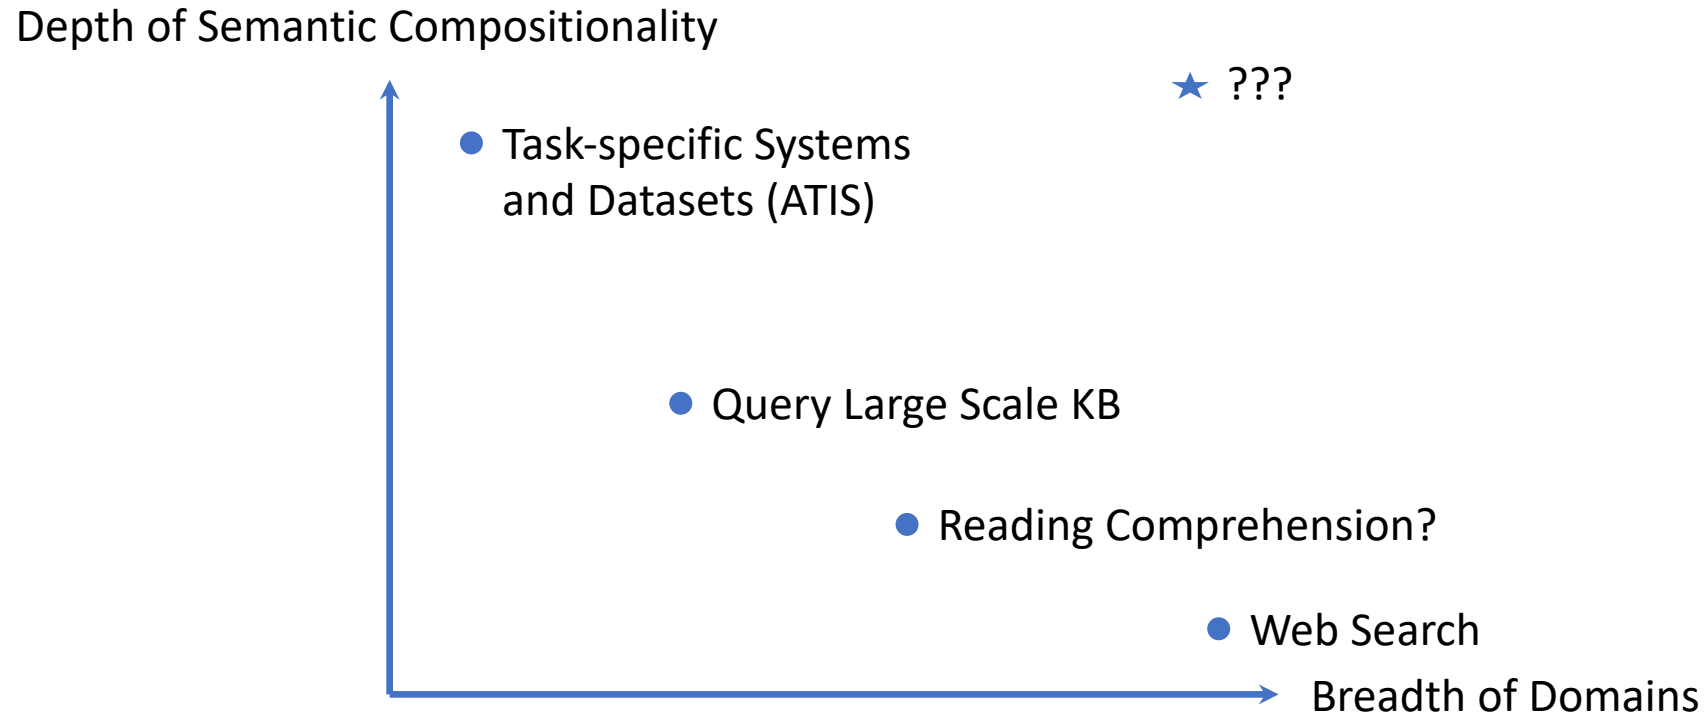 Depth of Semantic Compositionality
???
Task-specific Systems
and Datasets (ATIS)
Query Large Scale KB
Reading Comprehension?
Web Search
Breadth of Domains